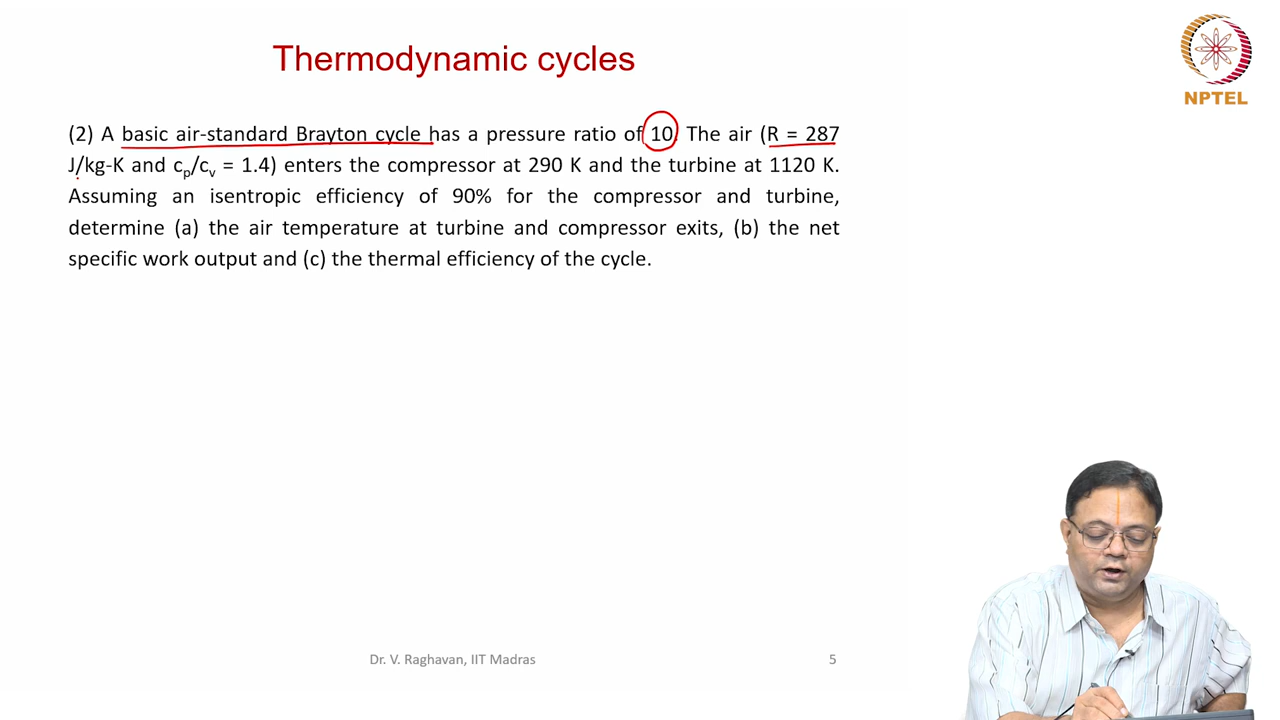 Thermodynamic cycles
NPTEL
(2) A basic air-standard Brayton cycle has a pressure ratio of 10. The air (R = 287
J/kg-K and cp/cv = 1.4) enters the compressor at 290 K and the turbine at 1120 K.
Assuming an isentropic efficiency of 90% for the compressor and turbine,
determine (a) the air temperature at turbine and compressor exits, (b) the net
specific work output and (c) the thermal efficiency of the cycle.
Dr. V. Raghavan, IIT Madras
5